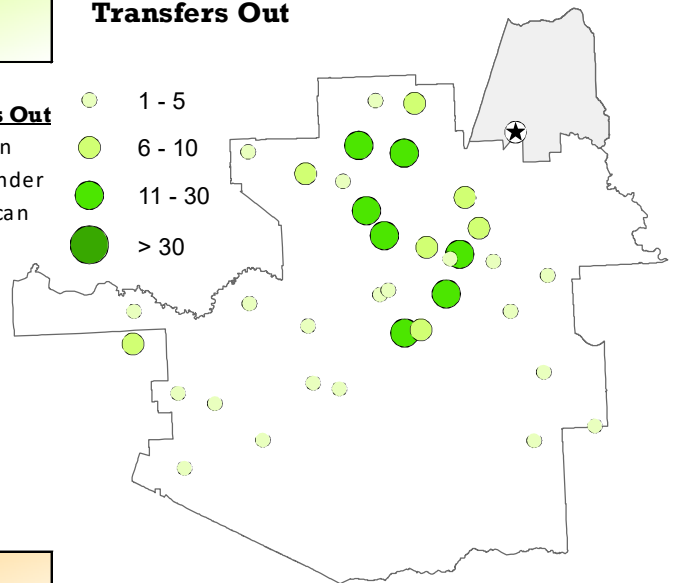 Transfers Out
s Out
n
nder
can
1 - 5
6 - 10
11 - 30
> 30